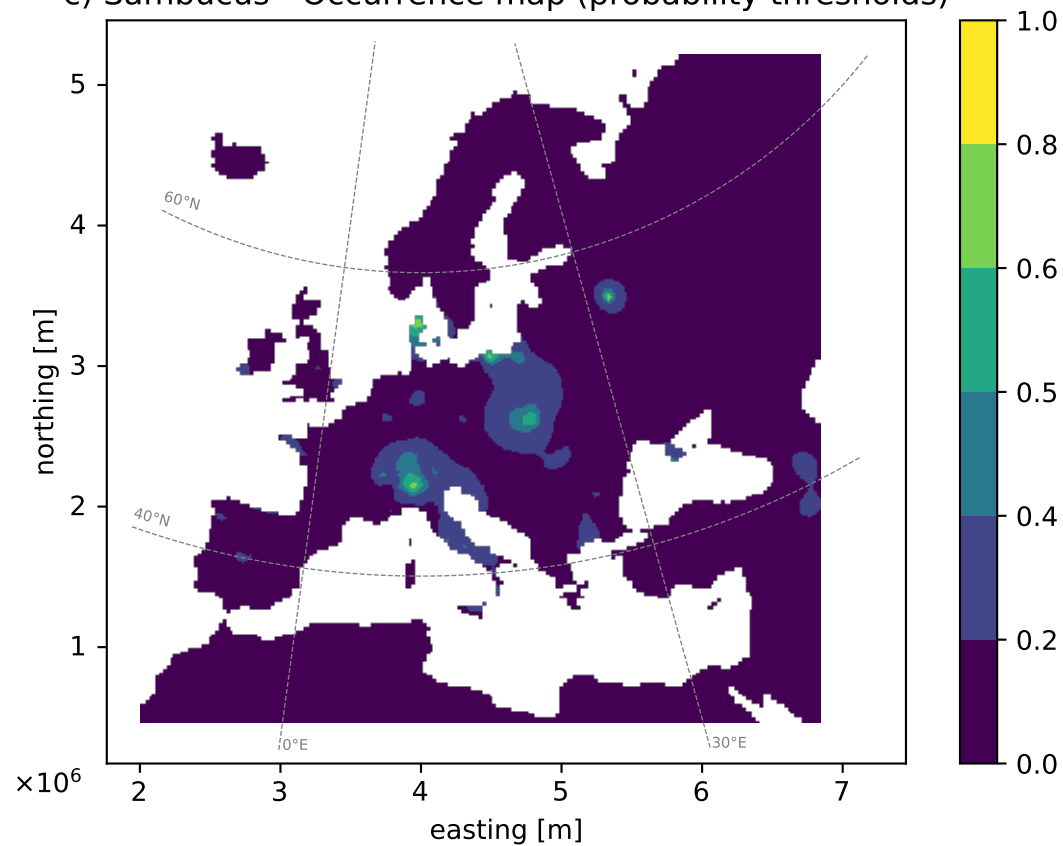 c) Sambucus - Occurrence map (probability thresholds)
60°N
40°N
0°E
30°E
5
4
3
2
1
northing [m]
×10⁶
2 3 4 5 6 7
easting [m]
1.0
0.8
0.6
0.5
0.4
0.2
0.0